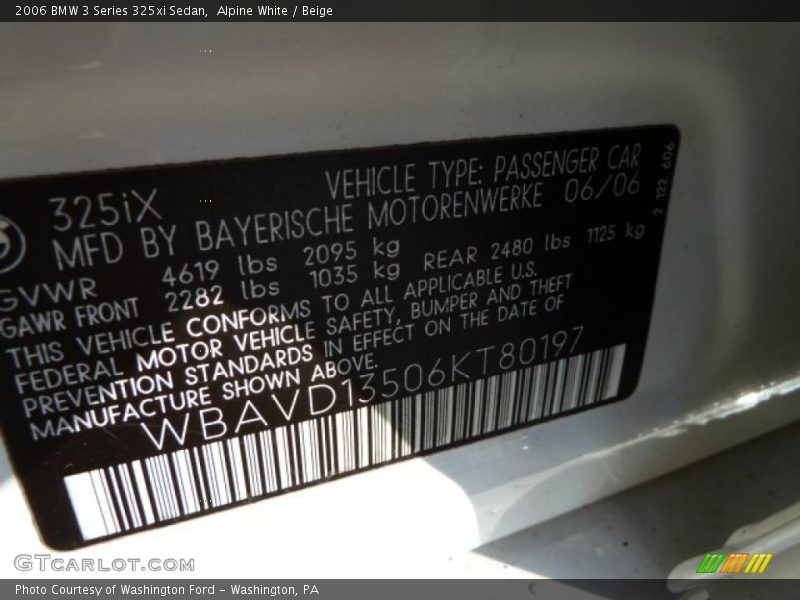 2006 BMW 3 Series 325xi Sedan,  Alpine White / Beige
325iX
VEHICLE TYPE: PASSENGER CAR
MFD BY BAYERISCHE MOTORENWERKE 06/06
GVWR 4619 lbs 2095 kg
GAWR FRONT 2282 lbs 1035 kg REAR 2480 lbs 1125 kg
THIS VEHICLE CONFORMS TO ALL APPLICABLE U.S.
FEDERAL MOTOR VEHICLE SAFETY, BUMPER AND THEFT
PREVENTION STANDARDS IN EFFECT ON THE DATE OF
MANUFACTURE SHOWN ABOVE.
WBAVD13506KT80197
2 122 606
GTCARLOT.COM
Photo Courtesy of Washington Ford - Washington, PA